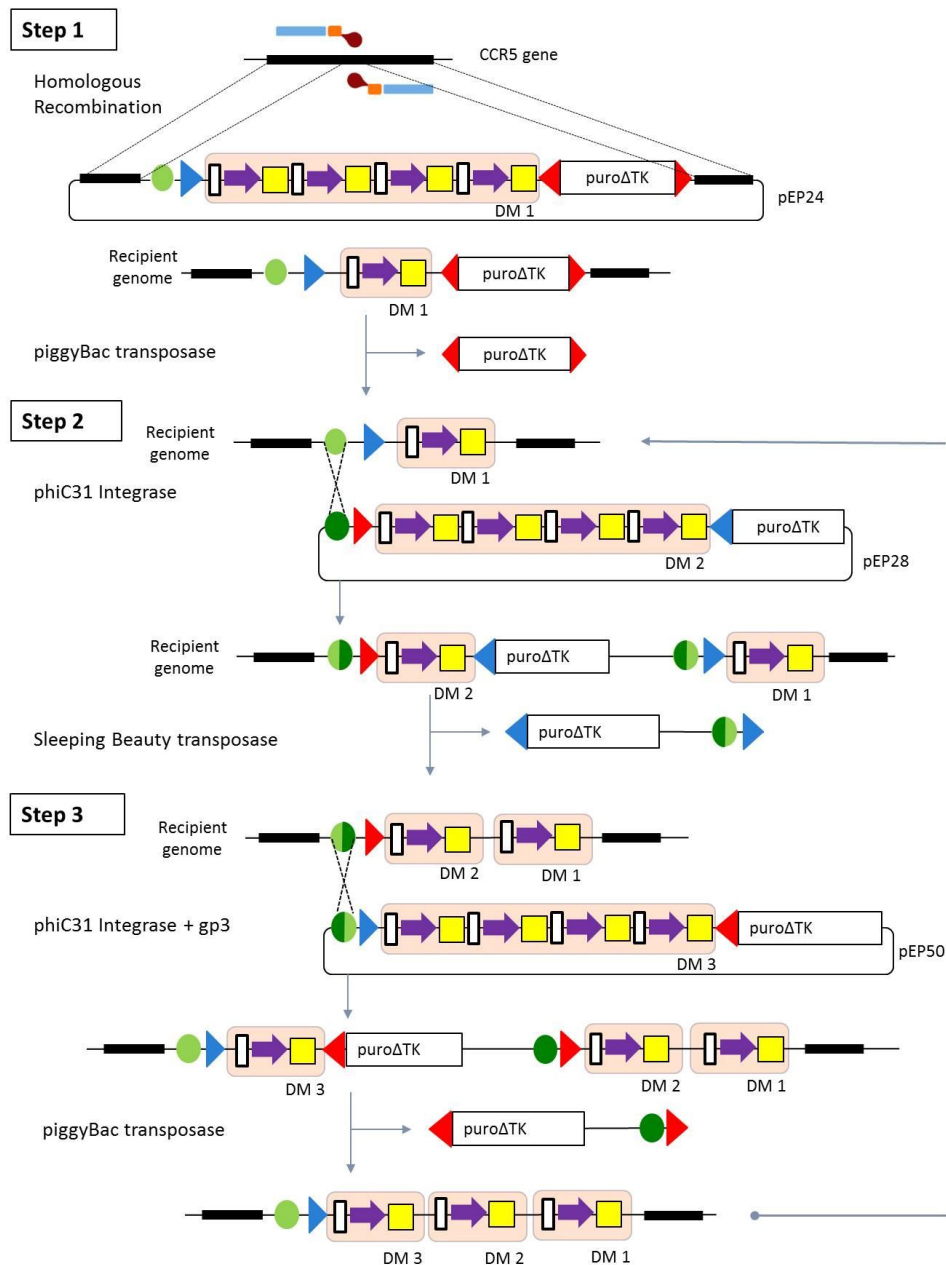 Step 1
CCR5 gene
Homologous
Recombination
puroΔTK
pEP24
DM 1
Recipient
genome
puroΔTK
DM 1
piggyBac transposase
puroΔTK
Step 2
Recipient
genome
DM 1
phiC31 Integrase
puroΔTK
DM 2
pEP28
Recipient
genome
puroΔTK
DM 2
DM 1
puroΔTK
Sleeping Beauty transposase
Step 3
Recipient
genome
DM 2
DM 1
phiC31 Integrase + gp3
puroΔTK
pEP50
DM 3
puroΔTK
DM 3
DM 2
DM 1
piggyBac transposase
puroΔTK
DM 3
DM 2
DM 1